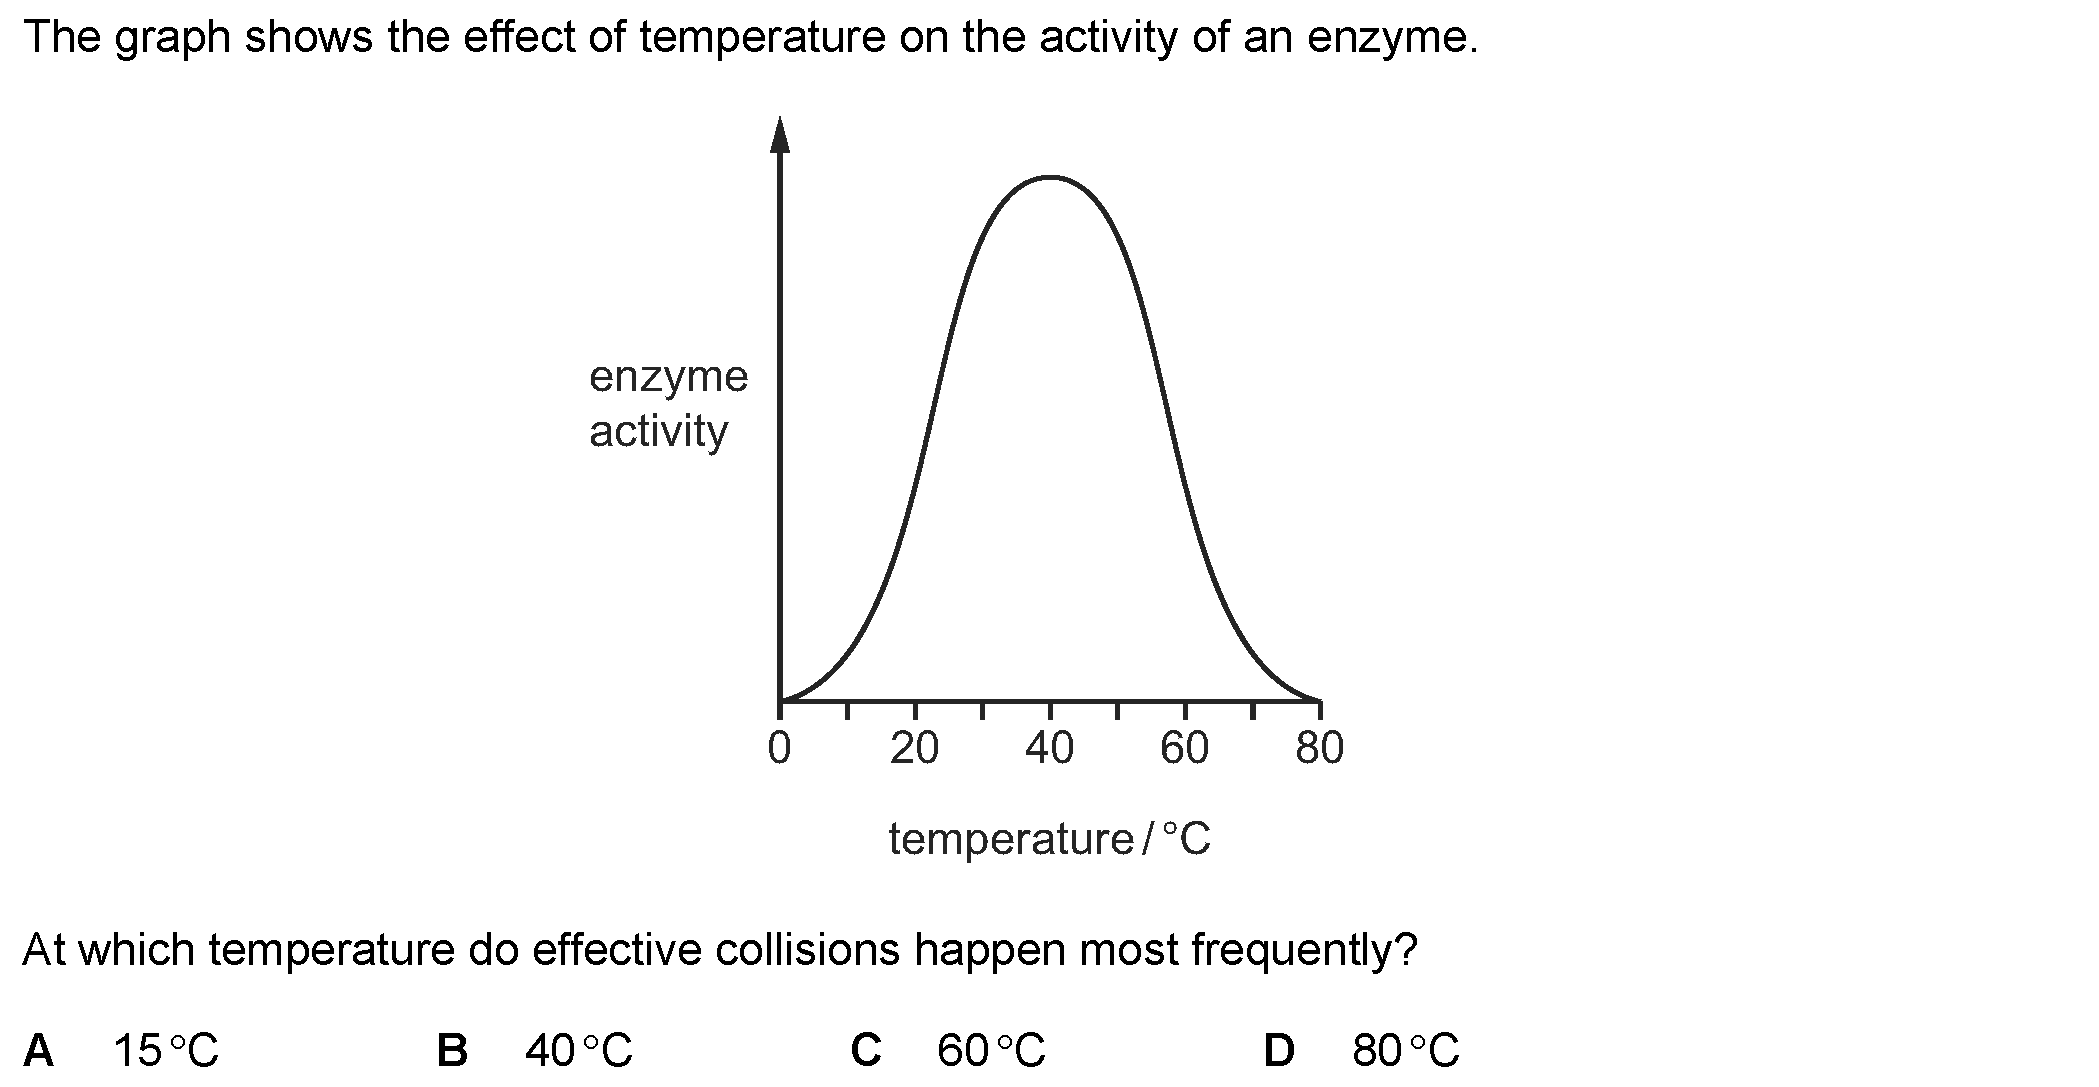 The graph shows the effect of temperature on the activity of an enzyme.
enzyme
activity
0 20 40 60 80
temperature / °C
At which temperature do effective collisions happen most frequently?
A 15 °C B 40 °C C 60 °C D 80 °C